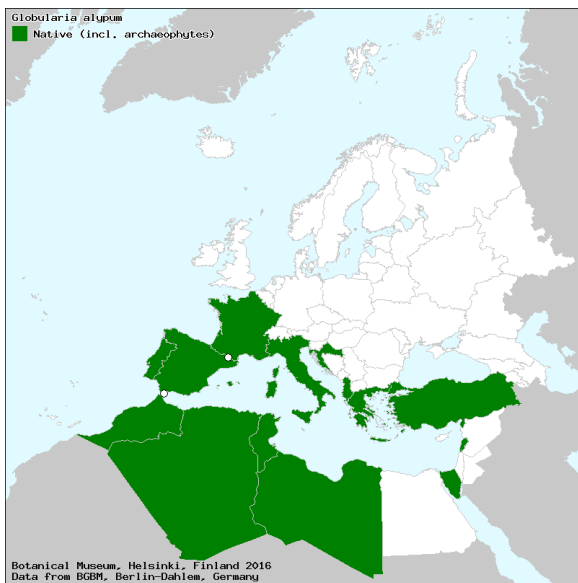 Globularia alypum
Native (incl. archaeophytes)
Botanical Museum, Helsinki, Finland 2016
Data from BGBM, Berlin-Dahlem, Germany